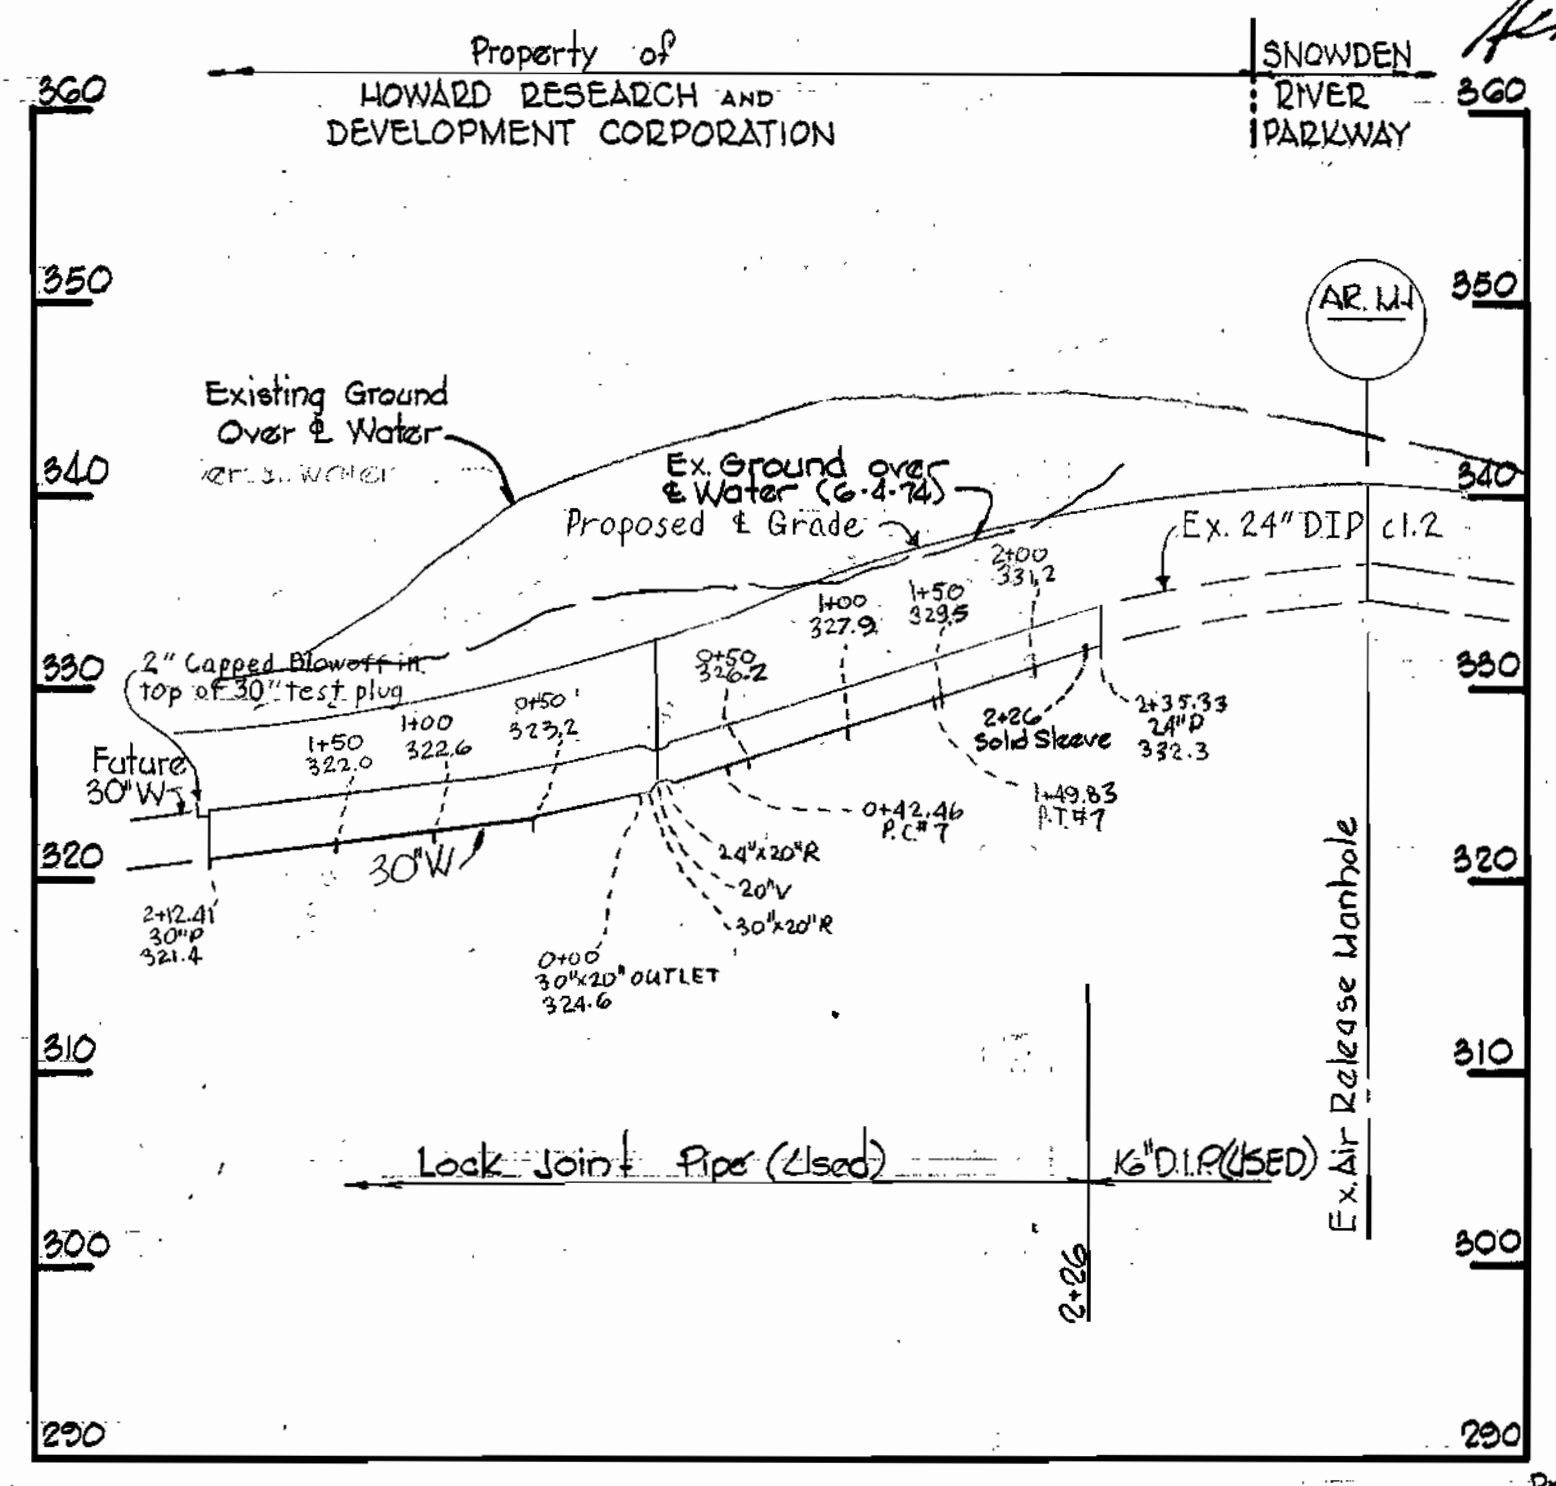 Property of
HOWARD RESEARCH AND
DEVELOPMENT CORPORATION
SNOWDEN
RIVER
PARKWAY
360
360
350
350
AR. MH
Existing Ground
Over ℄ Water
water
340
340
Ex. Ground over
℄ Water (6-4-74)
Proposed ℄ Grade
Ex. 24" DIP cl.2
2+00
331.2
1+50
329.5
1+00
327.9
0+50
326.2
330
330
2" Capped Blowoff in
top of 30" test plug
0+50
323.2
1+00
322.6
1+50
322.0
Future
30"W
2+26
Solid Sleeve
2+35.33
24"P
332.3
1+49.83
P.T.#7
0+42.46
P.C.#7
320
320
30"W
24"x20"R
20"V
30"x20"R
2+12.41
30"P
321.4
0+00
30"x20" OUTLET
324.6
310
310
Ex. Air Release Manhole
Lock Joint Pipe (Used)
16" D.I.P. (USED)
2+26
300
300
290
290